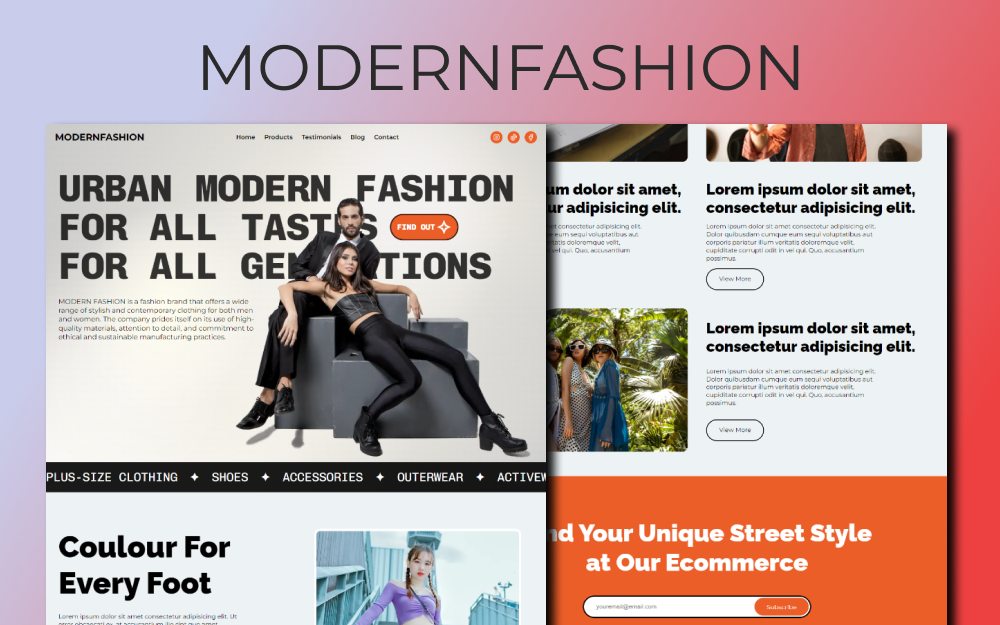 MODERNFASHION
MODERNFASHION
Home Products Testimonials Blog Contact
URBAN MODERN FASHION
FOR ALL TASTES
FIND OUT
FOR ALL GENERATIONS
MODERN FASHION is a fashion brand that offers a wide
range of stylish and contemporary clothing for both men
and women. The company prides itself on its use of high-
quality materials, attention to detail, and commitment to
ethical and sustainable manufacturing practices.
PLUS-SIZE CLOTHING ✦ SHOES ✦ ACCESSORIES ✦ OUTERWEAR ✦ ACTIVEW
Coulour For
Every Foot
Lorem ipsum dolor sit amet consectetur adipisicing elit. Ut
um dolor sit amet,
ur adipisicing elit.
ot consectetur adipisicing elit.
e eum sequi voluptatibus aut
itatis doloremque velit,
vel qui. Quo, accusantium
Lorem ipsum dolor sit amet,
consectetur adipisicing elit.
Lorem ipsum dolor sit amet consectetur adipisicing elit.
Dolor quibusdam cumque eum sequi voluptatibus aut
corporis pariatur illum veritatis doloremque velit,
cupiditate corrupti odit in vel qui. Quo, accusantium
possimus.
View More
Lorem ipsum dolor sit amet,
consectetur adipisicing elit.
Lorem ipsum dolor sit amet consectetur adipisicing elit.
Dolor quibusdam cumque eum sequi voluptatibus aut
corporis pariatur illum veritatis doloremque velit,
cupiditate corrupti odit in vel qui. Quo, accusantium
possimus.
View More
nd Your Unique Street Style
at Our Ecommerce
youremail@email.com
Subscribe